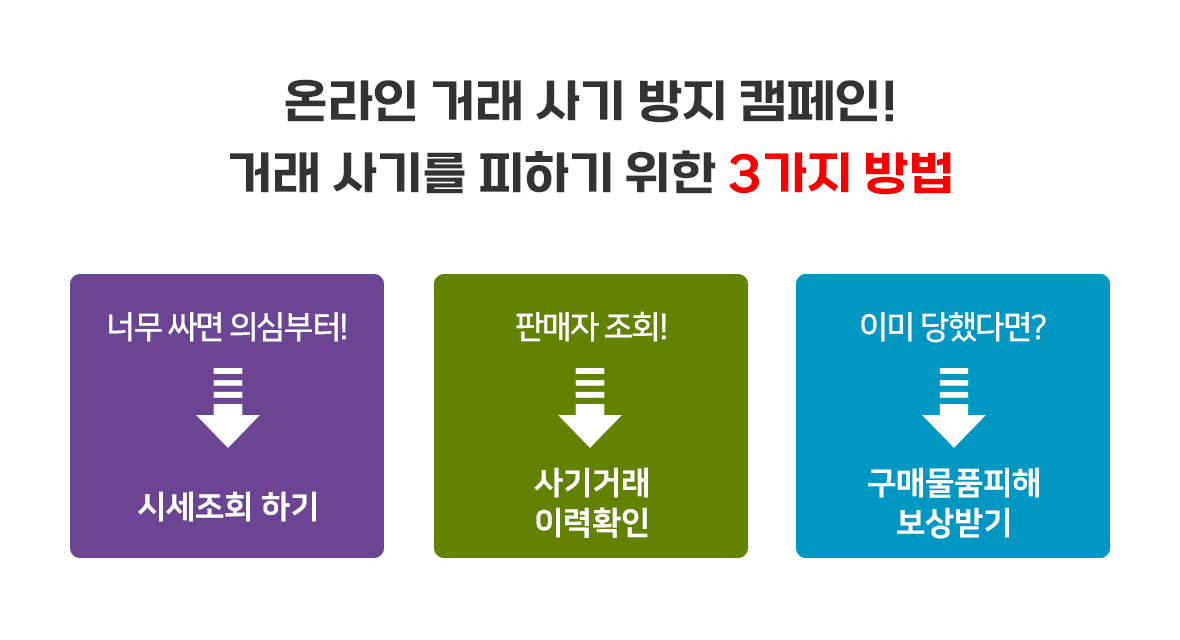 온라인 거래 사기 방지 캠페인!
거래 사기를 피하기 위한 3가지 방법
너무 싸면 의심부터!
시세조회 하기
판매자 조회!
사기거래
이력확인
이미 당했다면?
구매물품피해
보상받기